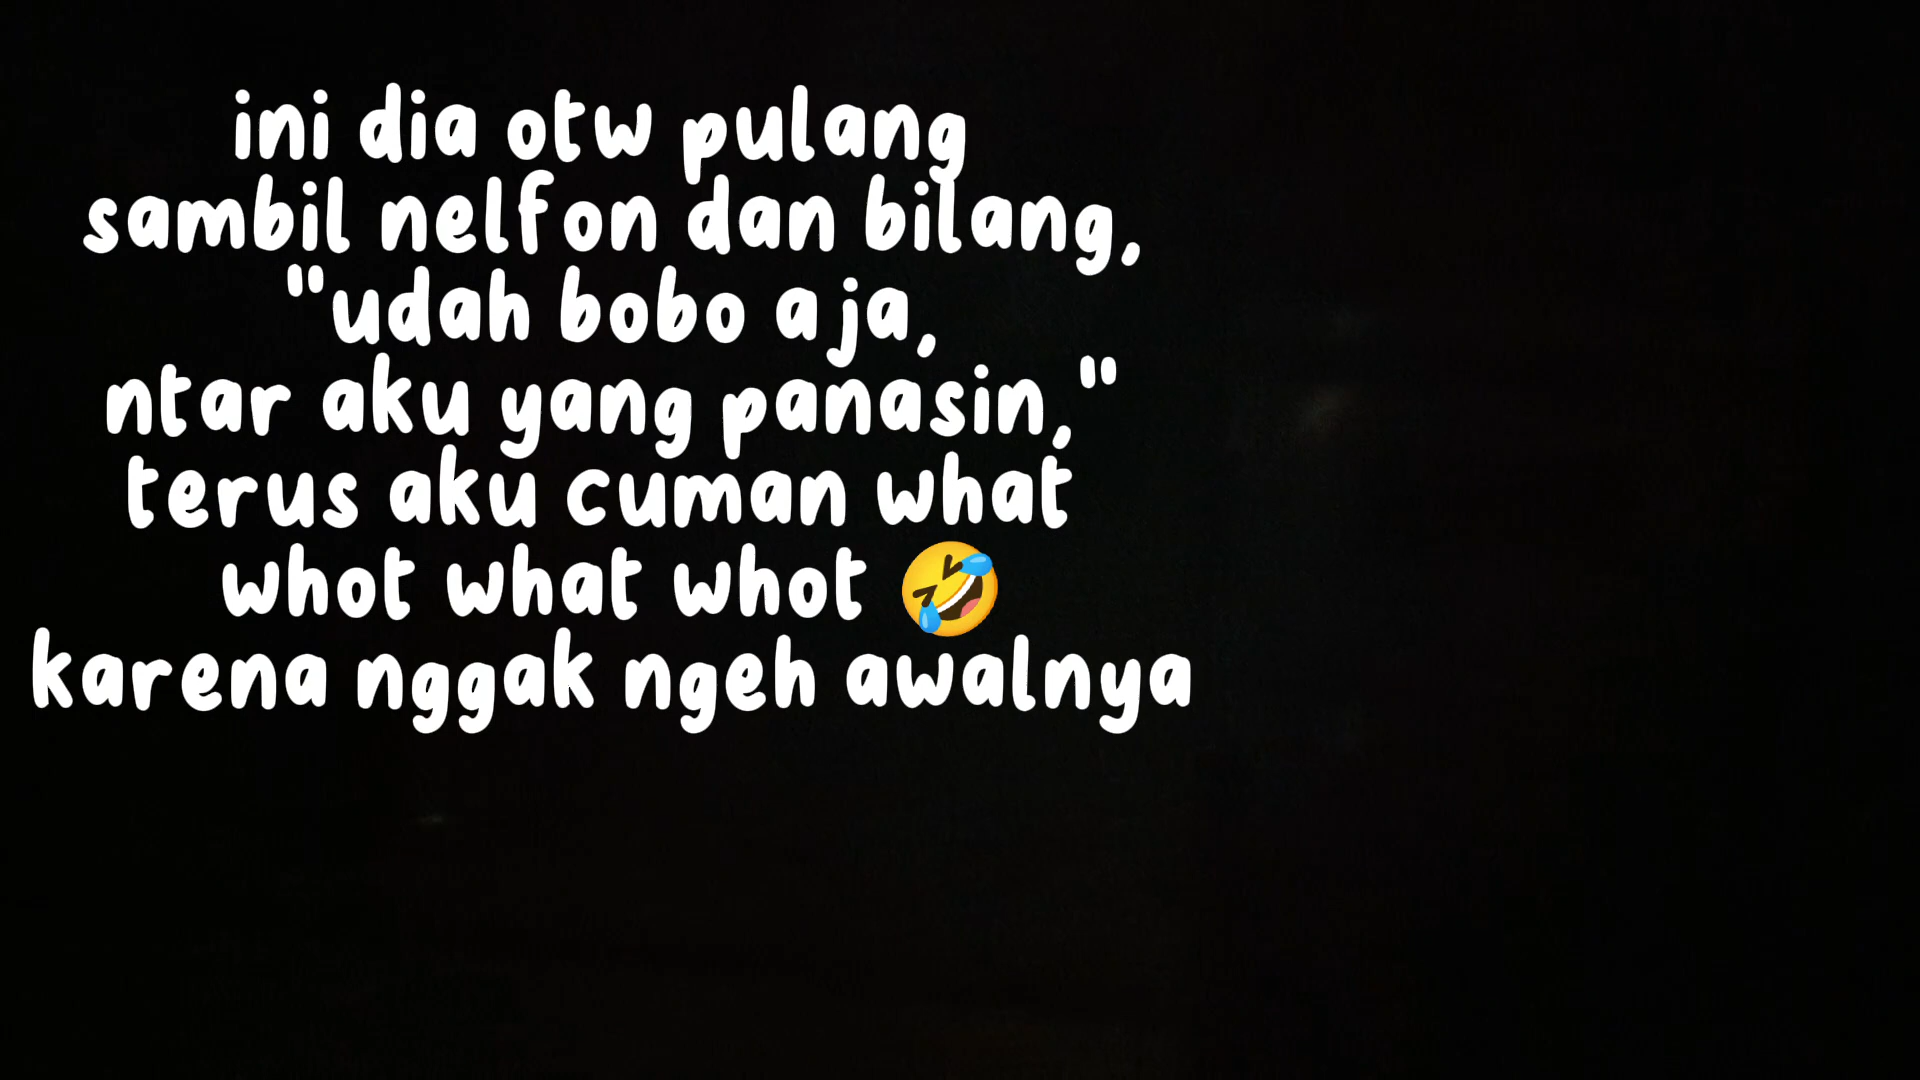 ini dia otw pulang
sambil nelfon dan bilang,
"udah bobo aja,
ntar aku yang panasin,"
terus aku cuman what
whot what whot 🤣
karena nggak ngeh awalnya